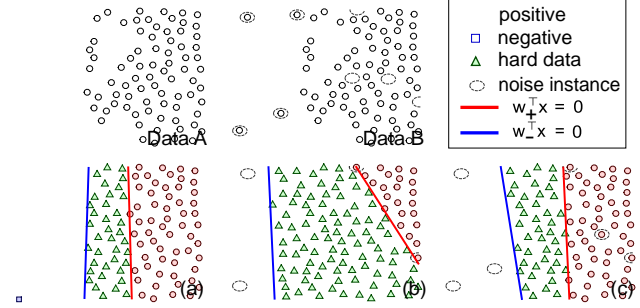 positive
negative
hard data
noise instance
w₊ᵀx = 0
w₋ᵀx = 0
Data A
Data B
(a)
(b)
(c)